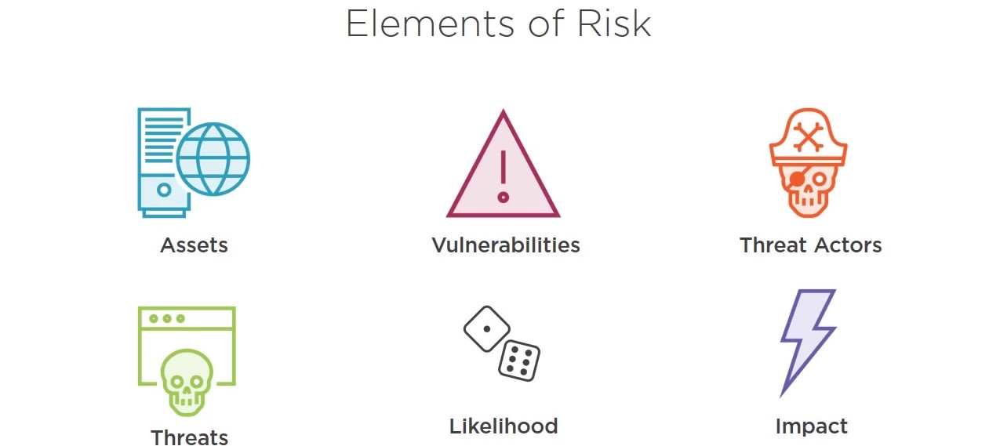 Elements of Risk
Assets
Vulnerabilities
Threat Actors
Threats
Likelihood
Impact